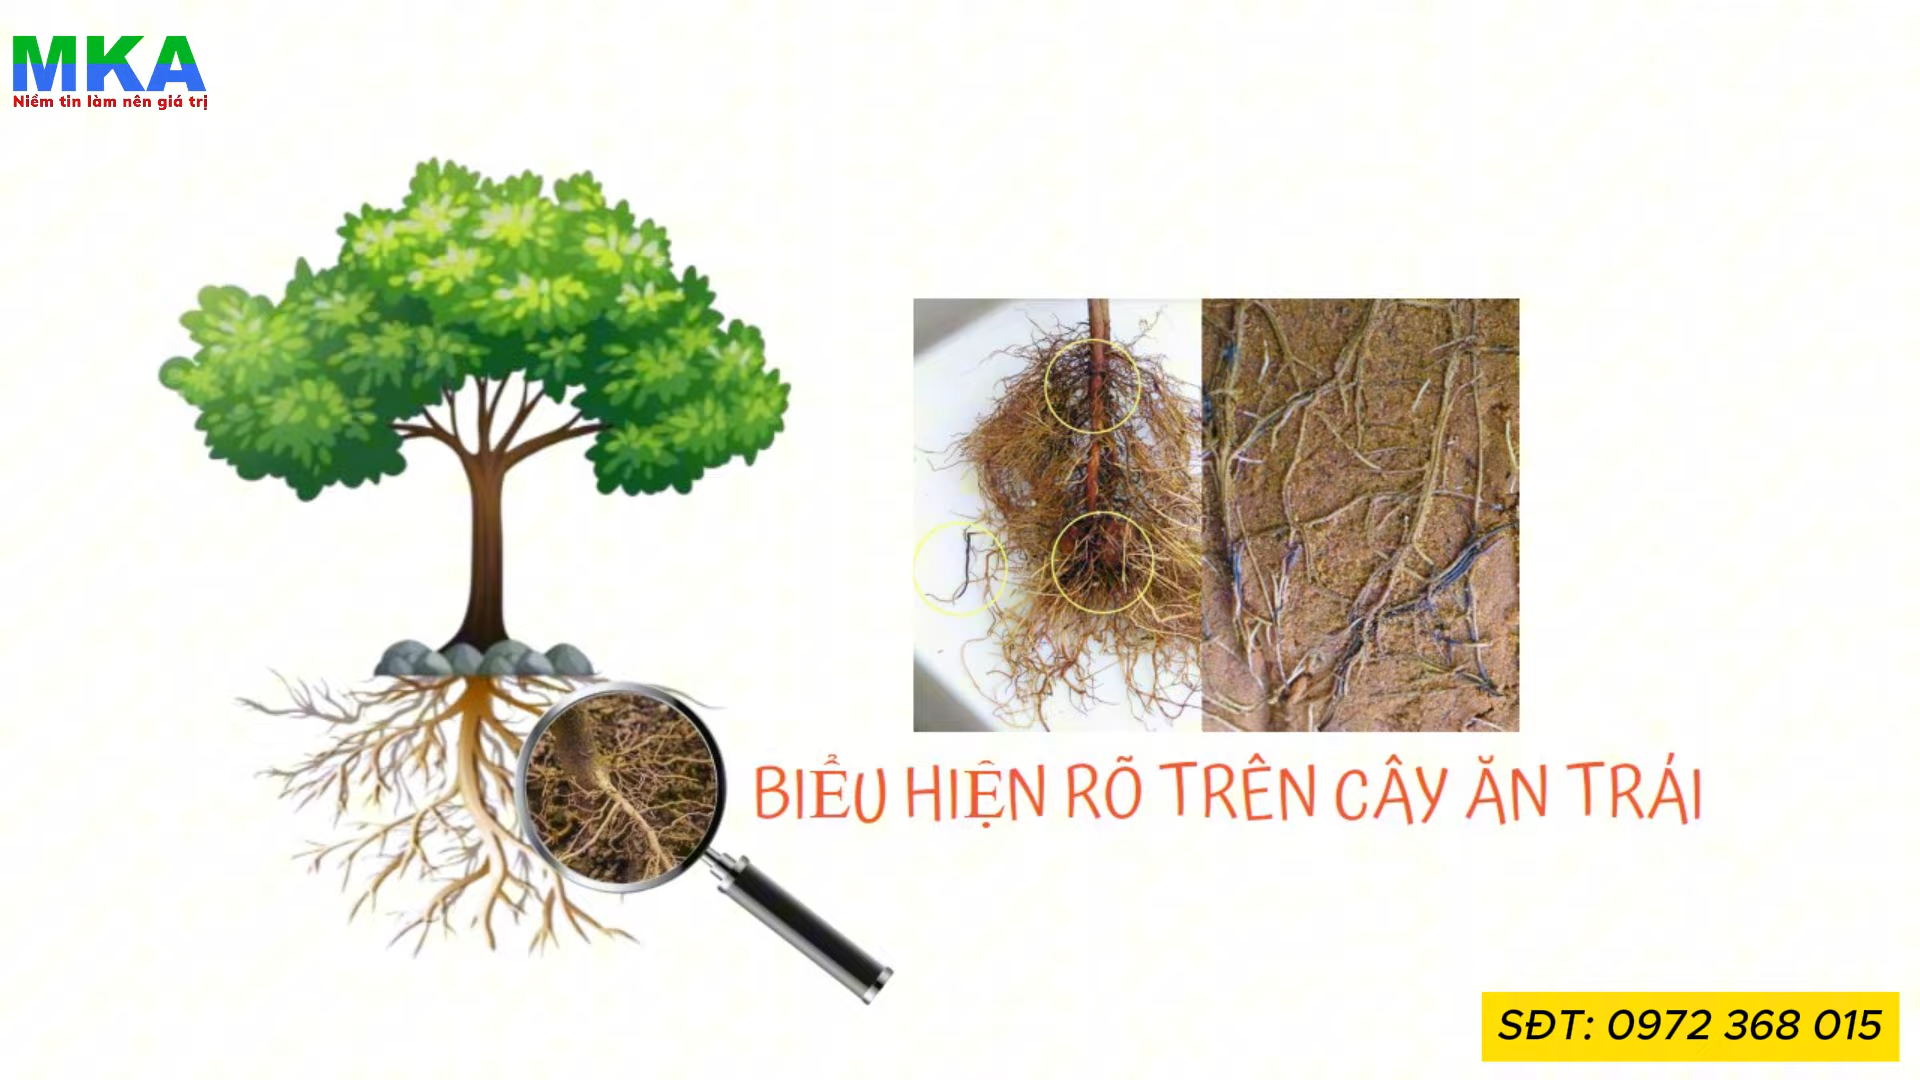 MKA
Niềm tin làm nên giá trị
BIỂU HIỆN RÕ TRÊN CÂY ĂN TRÁI
SĐT: 0972 368 015